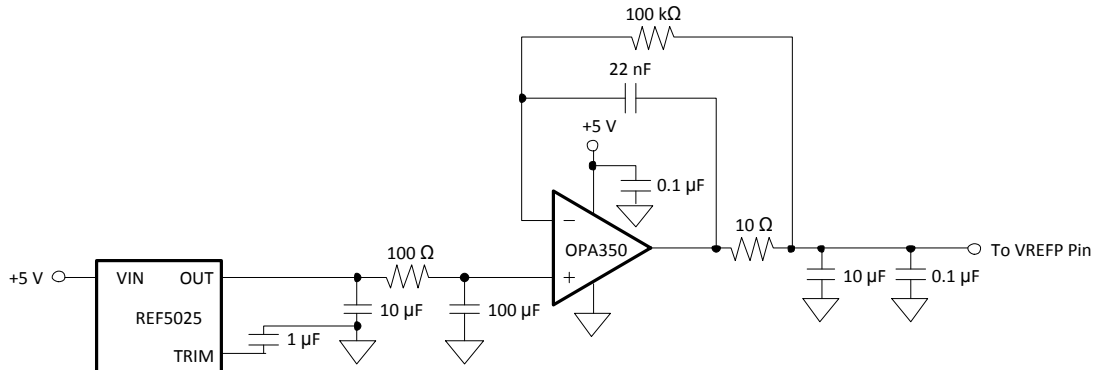 100 kΩ
22 nF
+5 V
0.1 µF
OPA350
10 Ω
To VREFP Pin
10 µF
0.1 µF
100 Ω
+5 V
VIN
OUT
REF5025
TRIM
10 µF
100 µF
1 µF